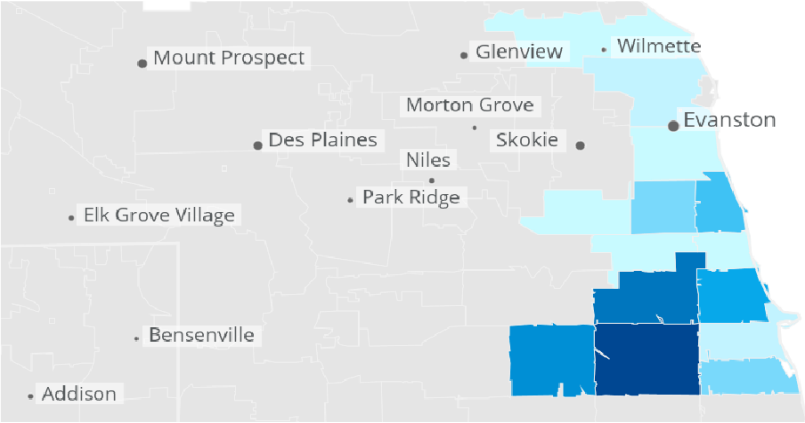 Wilmette
Glenview
Mount Prospect
Morton Grove
Evanston
Des Plaines
Skokie
Niles
Park Ridge
Elk Grove Village
Bensenville
Addison